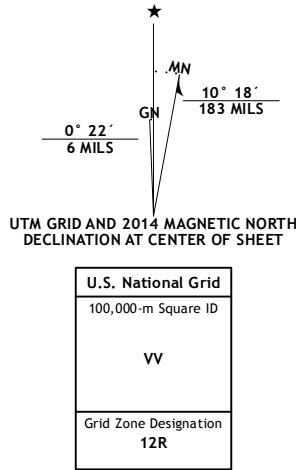 ★
MN
GN
10° 18´
183 MILS
0° 22´
6 MILS
UTM GRID AND 2014 MAGNETIC NORTH
DECLINATION AT CENTER OF SHEET
U.S. National Grid
100,000-m Square ID
VV
Grid Zone Designation
12R